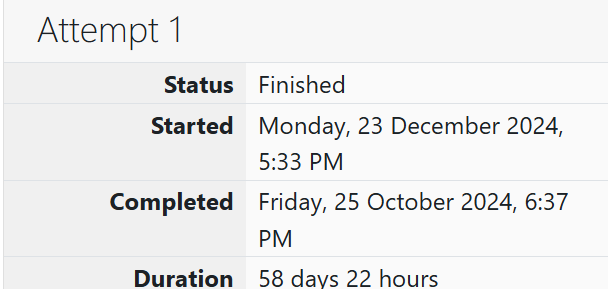 Attempt 1
Status Finished
Started Monday, 23 December 2024,
5:33 PM
Completed Friday, 25 October 2024, 6:37
PM
Duration 58 days 22 hours